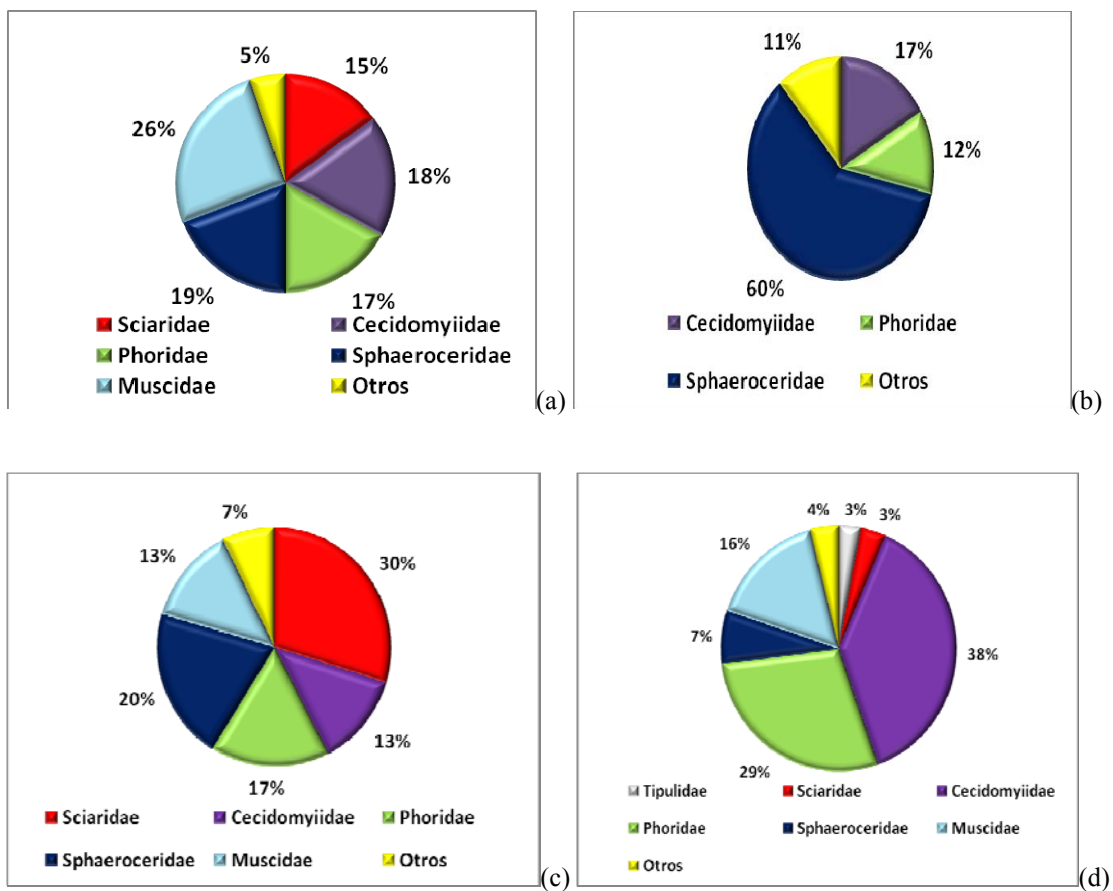 5%
15%
26%
18%
19%
17%
Sciaridae Cecidomyiidae
Phoridae Sphaeroceridae
Muscidae Otros
(a)
11%
17%
12%
60%
Cecidomyiidae Phoridae
Sphaeroceridae Otros
(b)
7%
30%
13%
20%
13%
17%
Sciaridae Cecidomyiidae Phoridae
Sphaeroceridae Muscidae Otros
(c)
4%
3%
3%
16%
7%
38%
29%
Tipulidae Sciaridae Cecidomyiidae
Phoridae Sphaeroceridae Muscidae
Otros
(d)